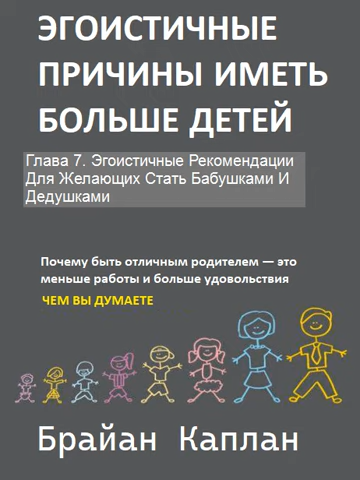 ЭГОИСТИЧНЫЕ
ПРИЧИНЫ ИМЕТЬ
БОЛЬШЕ ДЕТЕЙ
Глава 7. Эгоистичные Рекомендации
Для Желающих Стать Бабушками И
Дедушками
Почему быть отличным родителем — это
меньше работы и больше удовольствия
ЧЕМ ВЫ ДУМАЕТЕ
Брайан Каплан